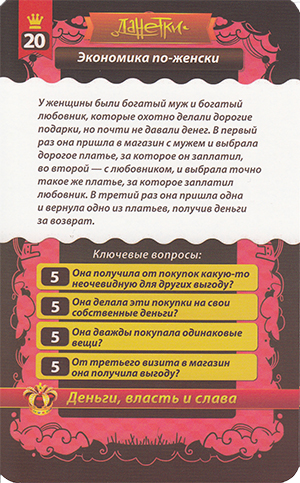 ДАНЕТКИ
20
Экономика по-женски
У женщины были богатый муж и богатый
любовник, которые охотно делали дорогие
подарки, но почти не давали денег. В первый
раз она пришла в магазин с мужем и выбрала
дорогое платье, за которое он заплатил,
во второй — с любовником, и выбрала точно
такое же платье, за которое заплатил
любовник. В третий раз она пришла одна
и вернула одно из платьев, получив деньги
за возврат.
Ключевые вопросы:
5 Она получила от покупок какую-то
неочевидную для других выгоду?
5 Она делала эти покупки на свои
собственные деньги?
5 Она дважды покупала одинаковые
вещи?
5 От третьего визита в магазин
она получила выгоду?
Деньги, власть и слава